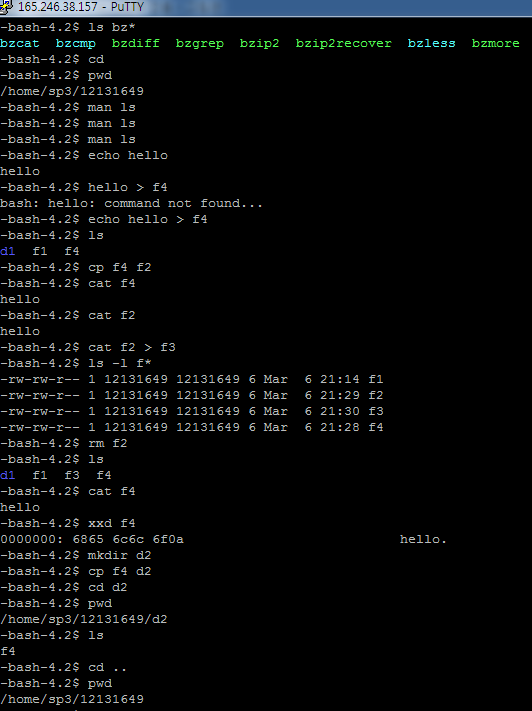 165.246.38.157 - PuTTY
-bash-4.2$ ls bz*
bzcat  bzcmp  bzdiff  bzgrep  bzip2  bzip2recover  bzless  bzmore
-bash-4.2$ cd
-bash-4.2$ pwd
/home/sp3/12131649
-bash-4.2$ man ls
-bash-4.2$ man ls
-bash-4.2$ man ls
-bash-4.2$ echo hello
hello
-bash-4.2$ hello > f4
bash: hello: command not found...
-bash-4.2$ echo hello > f4
-bash-4.2$ ls
d1  f1  f4
-bash-4.2$ cp f4 f2
-bash-4.2$ cat f4
hello
-bash-4.2$ cat f2
hello
-bash-4.2$ cat f2 > f3
-bash-4.2$ ls -l f*
-rw-rw-r-- 1 12131649 12131649 6 Mar  6 21:14 f1
-rw-rw-r-- 1 12131649 12131649 6 Mar  6 21:29 f2
-rw-rw-r-- 1 12131649 12131649 6 Mar  6 21:30 f3
-rw-rw-r-- 1 12131649 12131649 6 Mar  6 21:28 f4
-bash-4.2$ rm f2
-bash-4.2$ ls
d1  f1  f3  f4
-bash-4.2$ cat f4
hello
-bash-4.2$ xxd f4
0000000: 6865 6c6c 6f0a                           hello.
-bash-4.2$ mkdir d2
-bash-4.2$ cp f4 d2
-bash-4.2$ cd d2
-bash-4.2$ pwd
/home/sp3/12131649/d2
-bash-4.2$ ls
f4
-bash-4.2$ cd ..
-bash-4.2$ pwd
/home/sp3/12131649